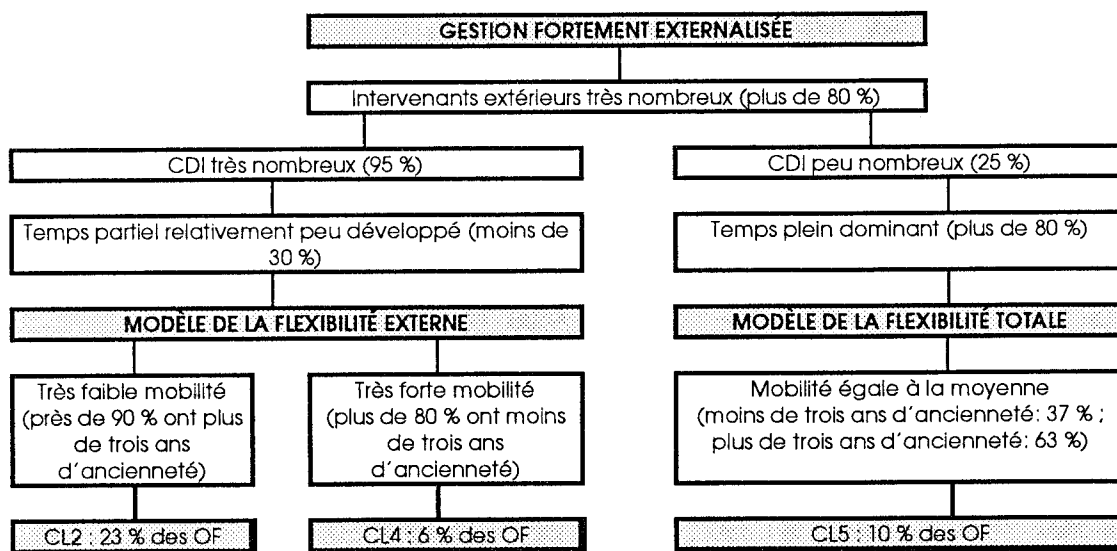 GESTION FORTEMENT EXTERNALISÉE
Intervenants extérieurs très nombreux (plus de 80 %)
CDI très nombreux (95 %)
CDI peu nombreux (25 %)
Temps partiel relativement peu développé (moins de
30 %)
Temps plein dominant (plus de 80 %)
MODÈLE DE LA FLEXIBILITÉ EXTERNE
MODÈLE DE LA FLEXIBILITÉ TOTALE
Très faible mobilité
(près de 90 % ont plus
de trois ans
d'ancienneté)
Très forte mobilité
(plus de 80 % ont moins
de trois ans
d'ancienneté)
Mobilité égale à la moyenne
(moins de trois ans d'ancienneté: 37 % ;
plus de trois ans d'ancienneté: 63 %)
CL2 : 23 % des OF
CL4 : 6 % des OF
CL5 : 10 % des OF